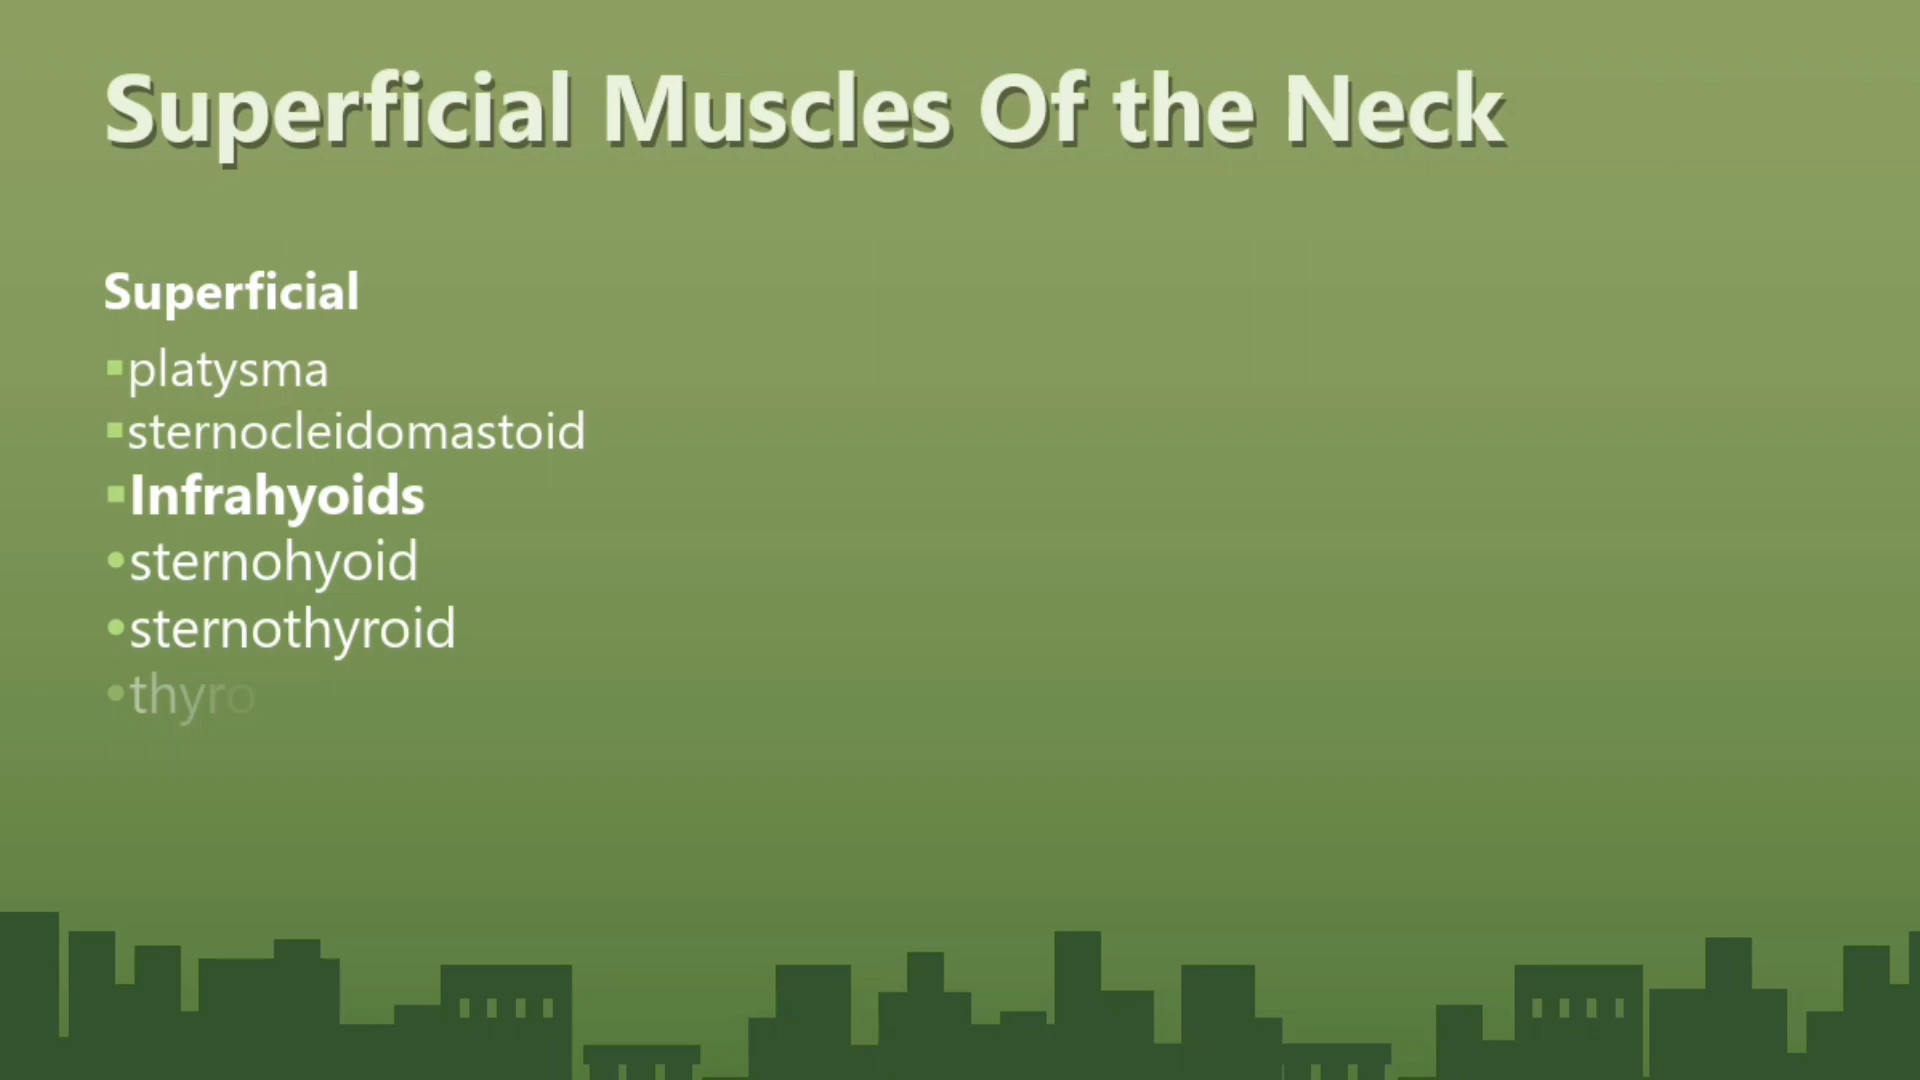 Superficial Muscles Of the Neck
Superficial
▪platysma
▪sternocleidomastoid
▪Infrahyoids
•sternohyoid
•sternothyroid
•thyro